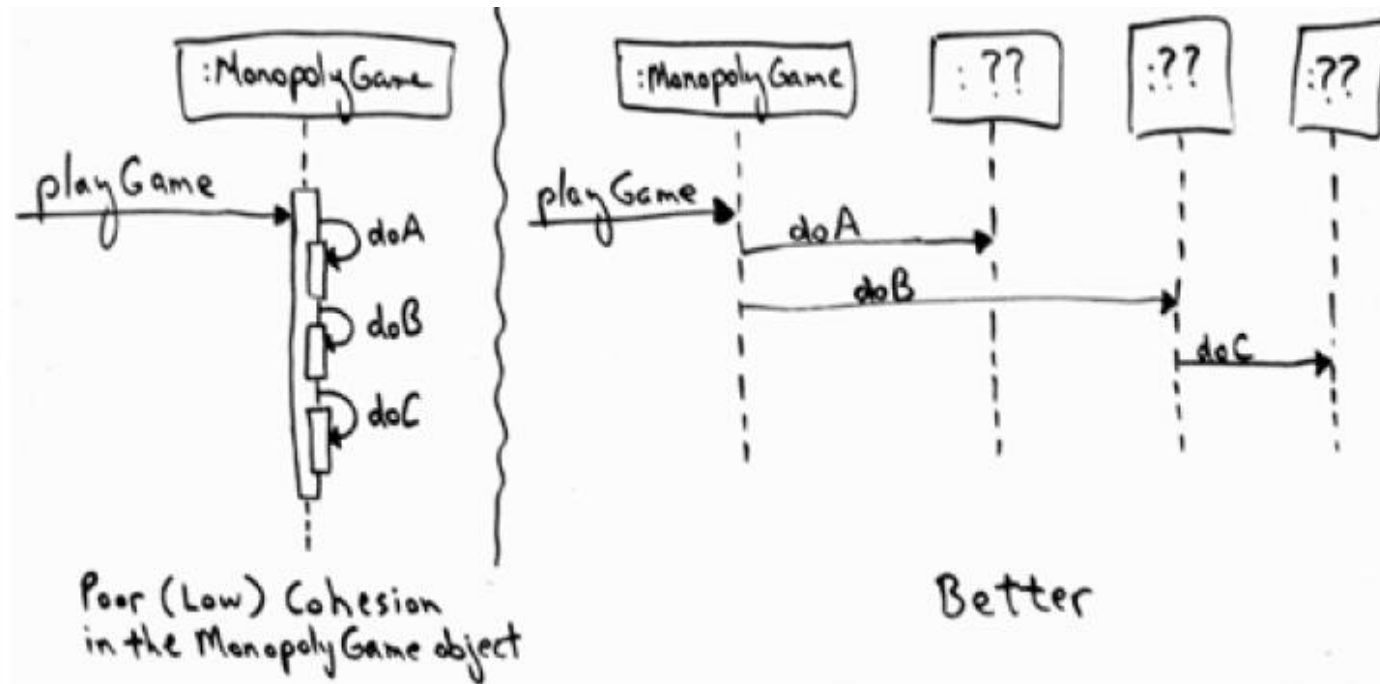 :MonopolyGame
playGame
doA
doB
doC
Poor (Low) Cohesion
in the MonopolyGame object
:MonopolyGame
: ??
:??
:??
playGame
doA
doB
doC
Better